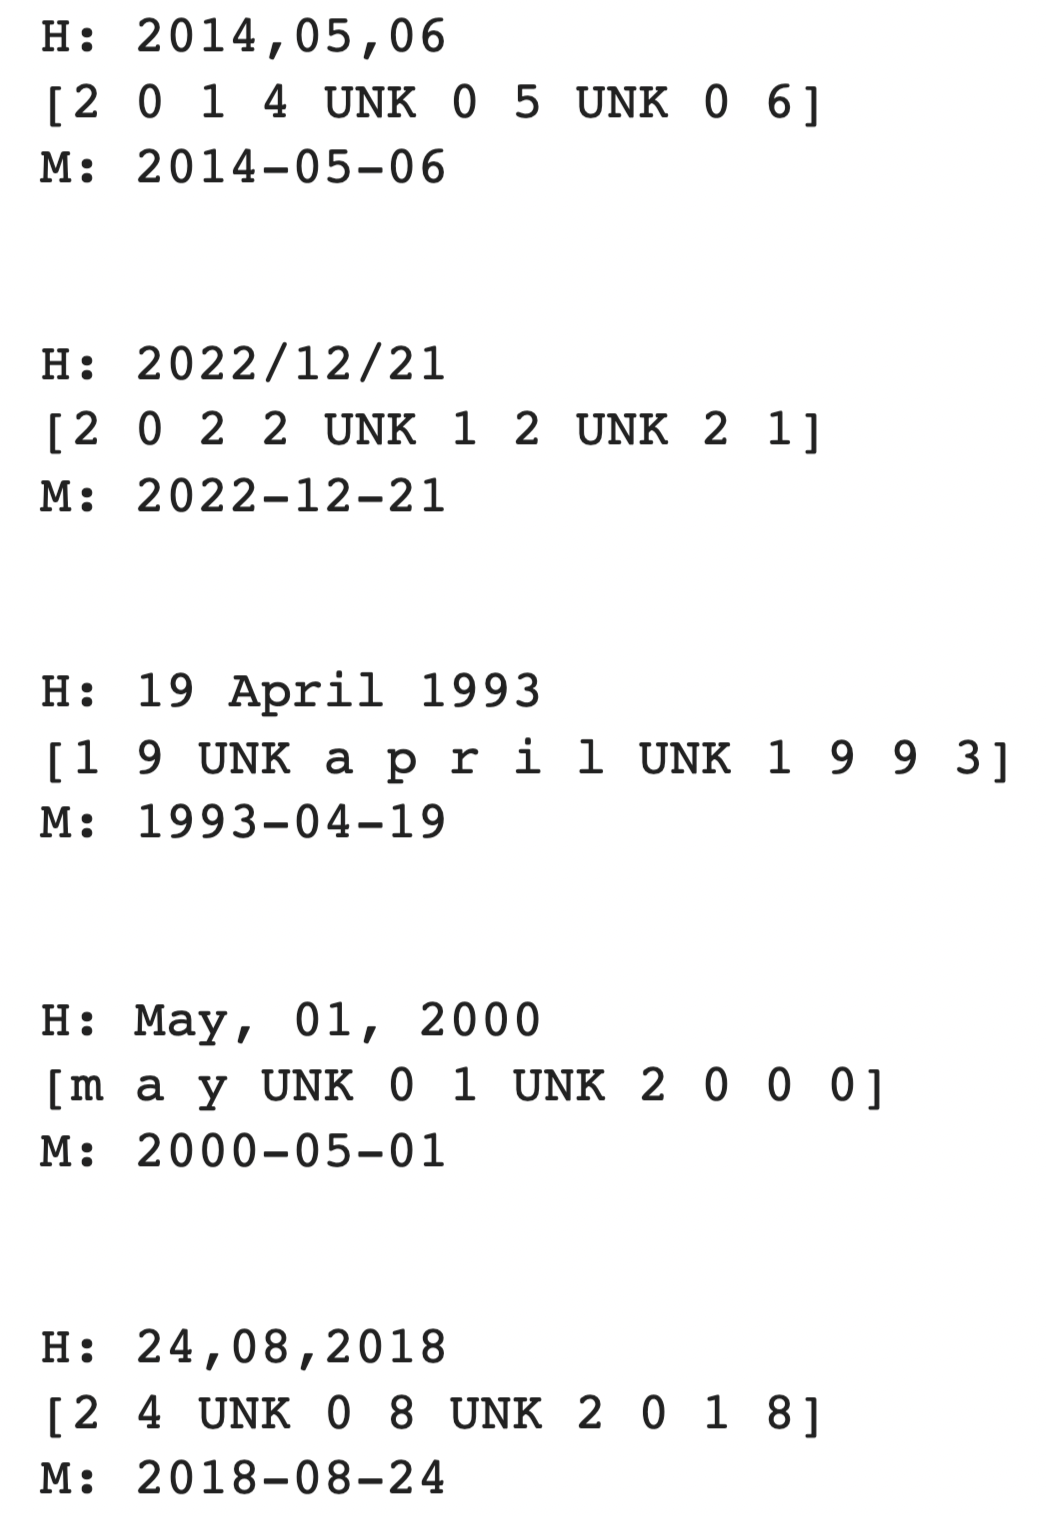 H: 2014,05,06
[2 0 1 4 UNK 0 5 UNK 0 6]
M: 2014-05-06
H: 2022/12/21
[2 0 2 2 UNK 1 2 UNK 2 1]
M: 2022-12-21
H: 19 April 1993
[1 9 UNK a p r i l UNK 1 9 9 3]
M: 1993-04-19
H: May, 01, 2000
[m a y UNK 0 1 UNK 2 0 0 0]
M: 2000-05-01
H: 24,08,2018
[2 4 UNK 0 8 UNK 2 0 1 8]
M: 2018-08-24